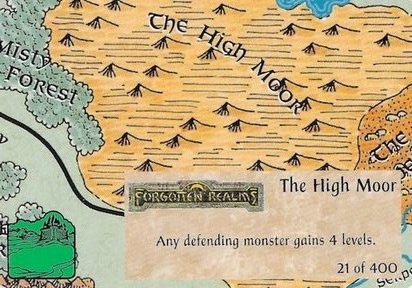 The High Moor
Misty
Forest
The
Forgotten Realms
The High Moor
Any defending monster gains 4 levels.
21 of 400